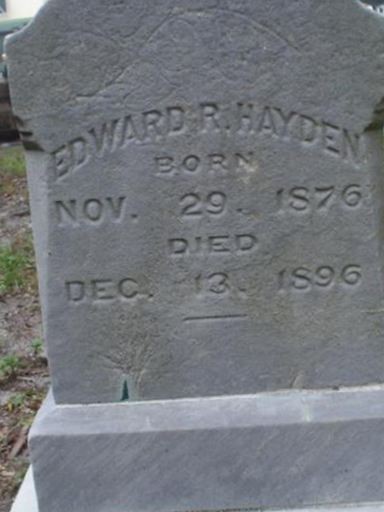 EDWARD R. HAYDEN
BORN
NOV. 29. 1876
DIED
DEC. 13. 1896